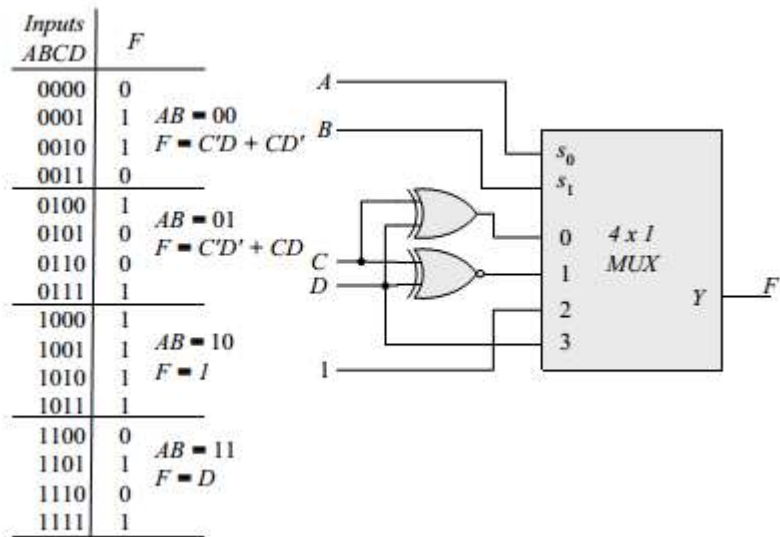 Inputs
ABCD F
0000 0
0001 1 AB = 00
0010 1 F = C'D + CD'
0011 0
0100 1
0101 0 AB = 01
0110 0 F = C'D' + CD
0111 1
1000 1
1001 1 AB = 10
1010 1 F = 1
1011 1
1100 0
1101 1 AB = 11
1110 0 F = D
1111 1
A
B
C
D
1
s0
s1
0
1
2
3
4 x 1
MUX
Y
F